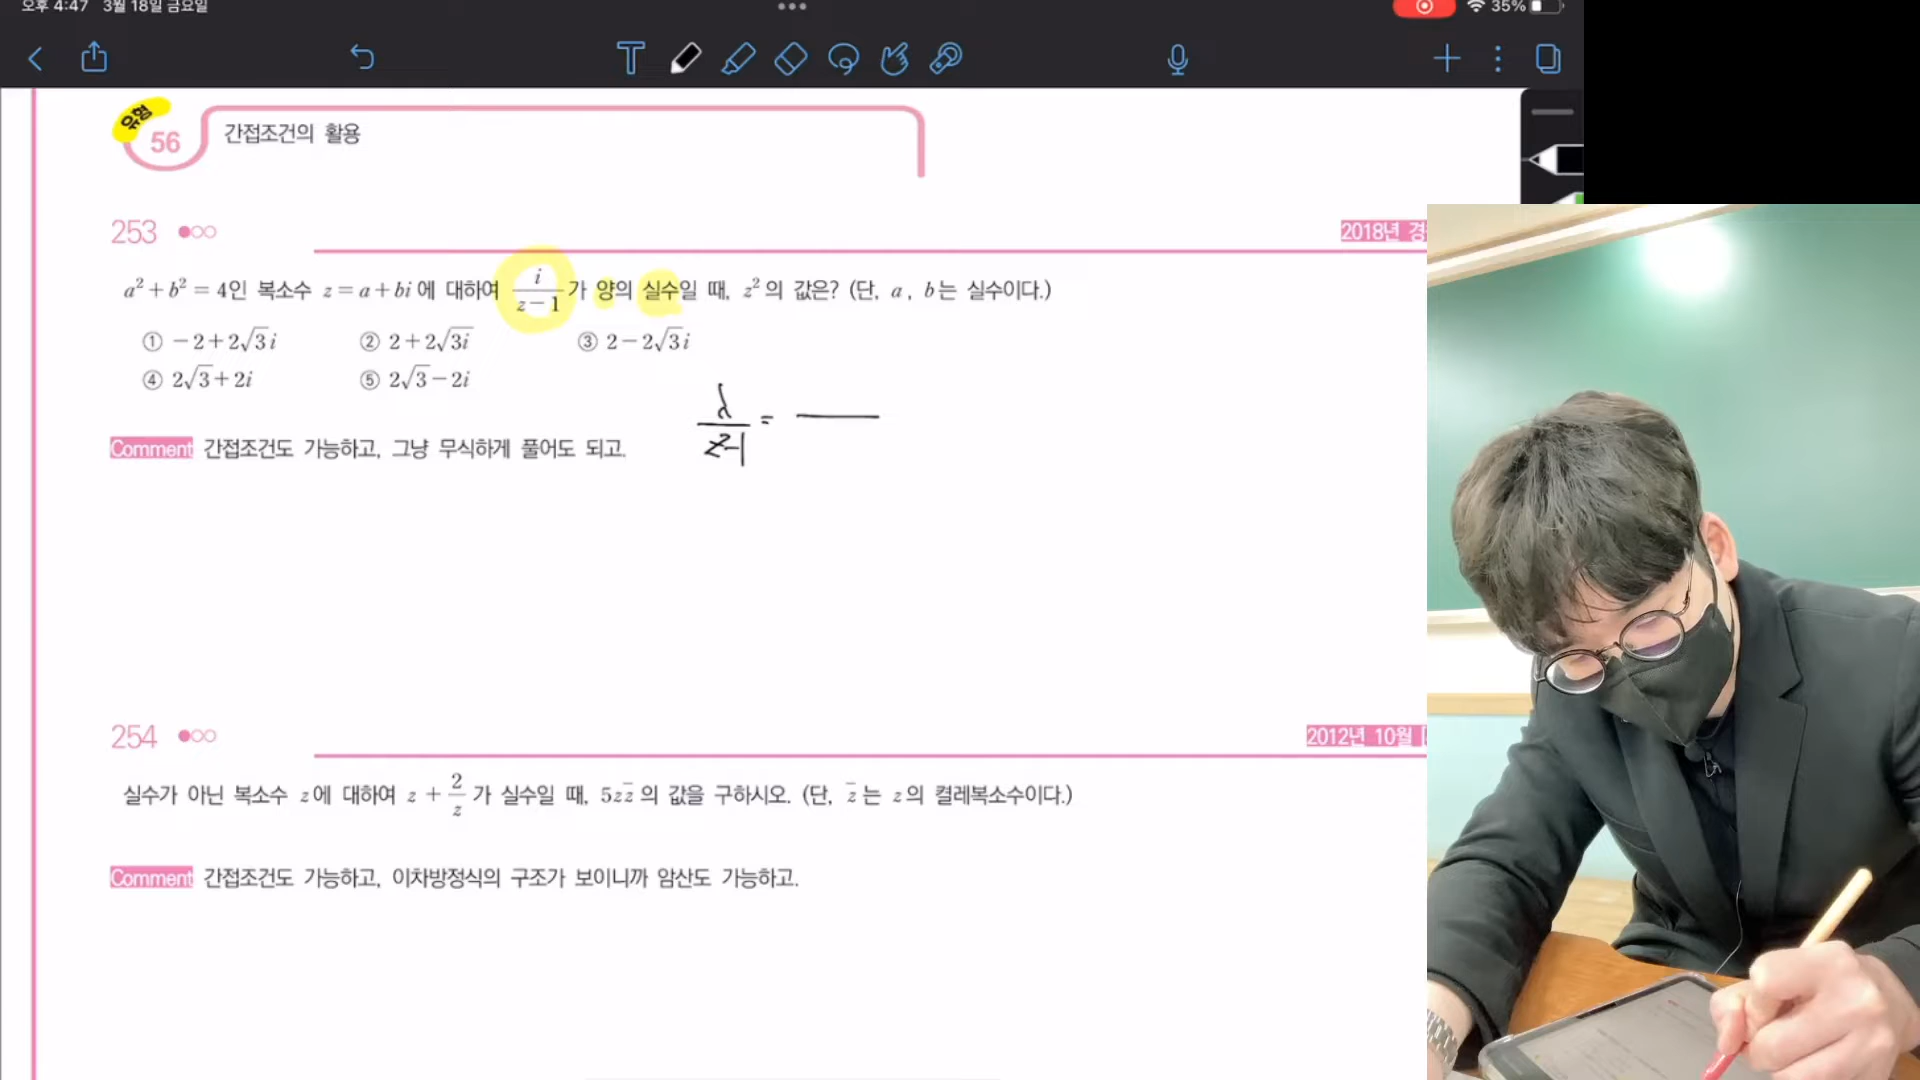 오후 4:47 3월 18일 금요일
35%
유형 56 간접조건의 활용
253
2018년 경
a² + b² = 4인 복소수 z = a + bi 에 대하여 i/(z-1) 가 양의 실수일 때, z² 의 값은? (단, a, b는 실수이다.)
① -2+2√3i ② 2+2√3i ③ 2-2√3i
④ 2√3+2i ⑤ 2√3-2i
i/(z-1) =
Comment 간접조건도 가능하고, 그냥 무식하게 풀어도 되고.
254
2012년 10월
실수가 아닌 복소수 z에 대하여 z + 2/z 가 실수일 때, 5zz̄ 의 값을 구하시오. (단, z̄ 는 z 의 켤레복소수이다.)
Comment 간접조건도 가능하고, 이차방정식의 구조가 보이니까 암산도 가능하고.